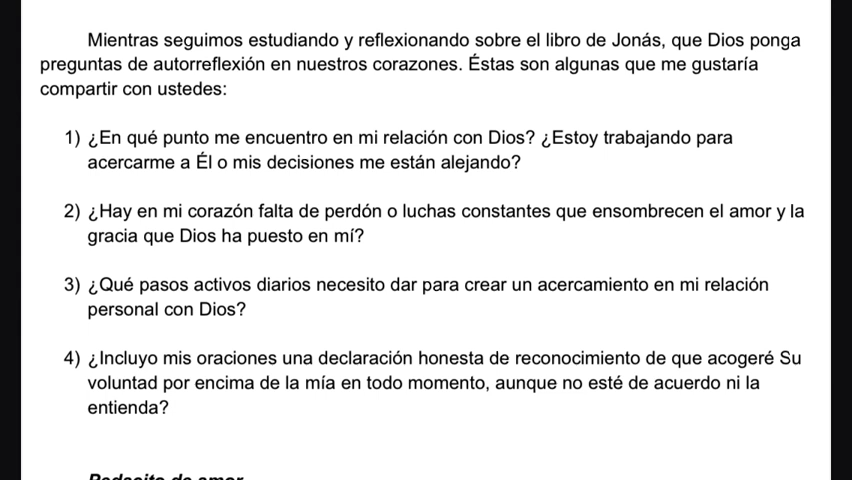 Mientras seguimos estudiando y reflexionando sobre el libro de Jonás, que Dios ponga
preguntas de autorreflexión en nuestros corazones. Éstas son algunas que me gustaría
compartir con ustedes:
1) ¿En qué punto me encuentro en mi relación con Dios? ¿Estoy trabajando para
acercarme a Él o mis decisiones me están alejando?
2) ¿Hay en mi corazón falta de perdón o luchas constantes que ensombrecen el amor y la
gracia que Dios ha puesto en mí?
3) ¿Qué pasos activos diarios necesito dar para crear un acercamiento en mi relación
personal con Dios?
4) ¿Incluyo mis oraciones una declaración honesta de reconocimiento de que acogeré Su
voluntad por encima de la mía en todo momento, aunque no esté de acuerdo ni la
entienda?
Pedacito de amor